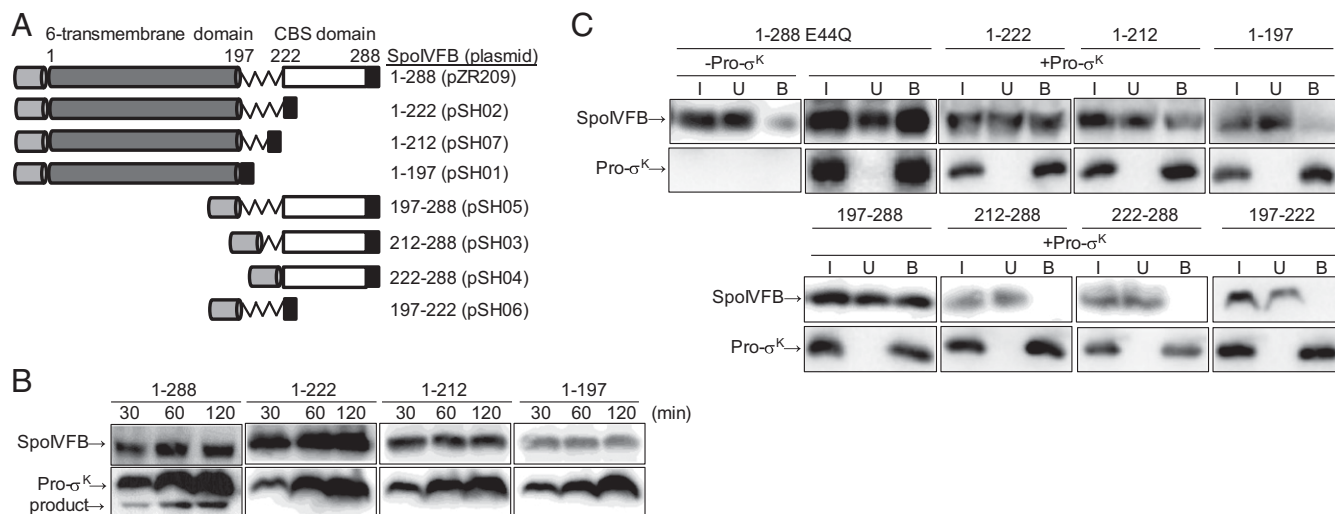 A
6-transmembrane domain CBS domain
1 197 222 288 SpoIVFB (plasmid)
1-288 (pZR209)
1-222 (pSH02)
1-212 (pSH07)
1-197 (pSH01)
197-288 (pSH05)
212-288 (pSH03)
222-288 (pSH04)
197-222 (pSH06)
B
1-288 1-222 1-212 1-197
30 60 120 30 60 120 30 60 120 30 60 120 (min)
SpoIVFB→
Pro-σᴷ→
product→
C
1-288 E44Q 1-222 1-212 1-197
-Pro-σᴷ +Pro-σᴷ
I U B I U B I U B I U B I U B
SpoIVFB→
Pro-σᴷ→
197-288 212-288 222-288 197-222
+Pro-σᴷ
I U B I U B I U B I U B
SpoIVFB→
Pro-σᴷ→